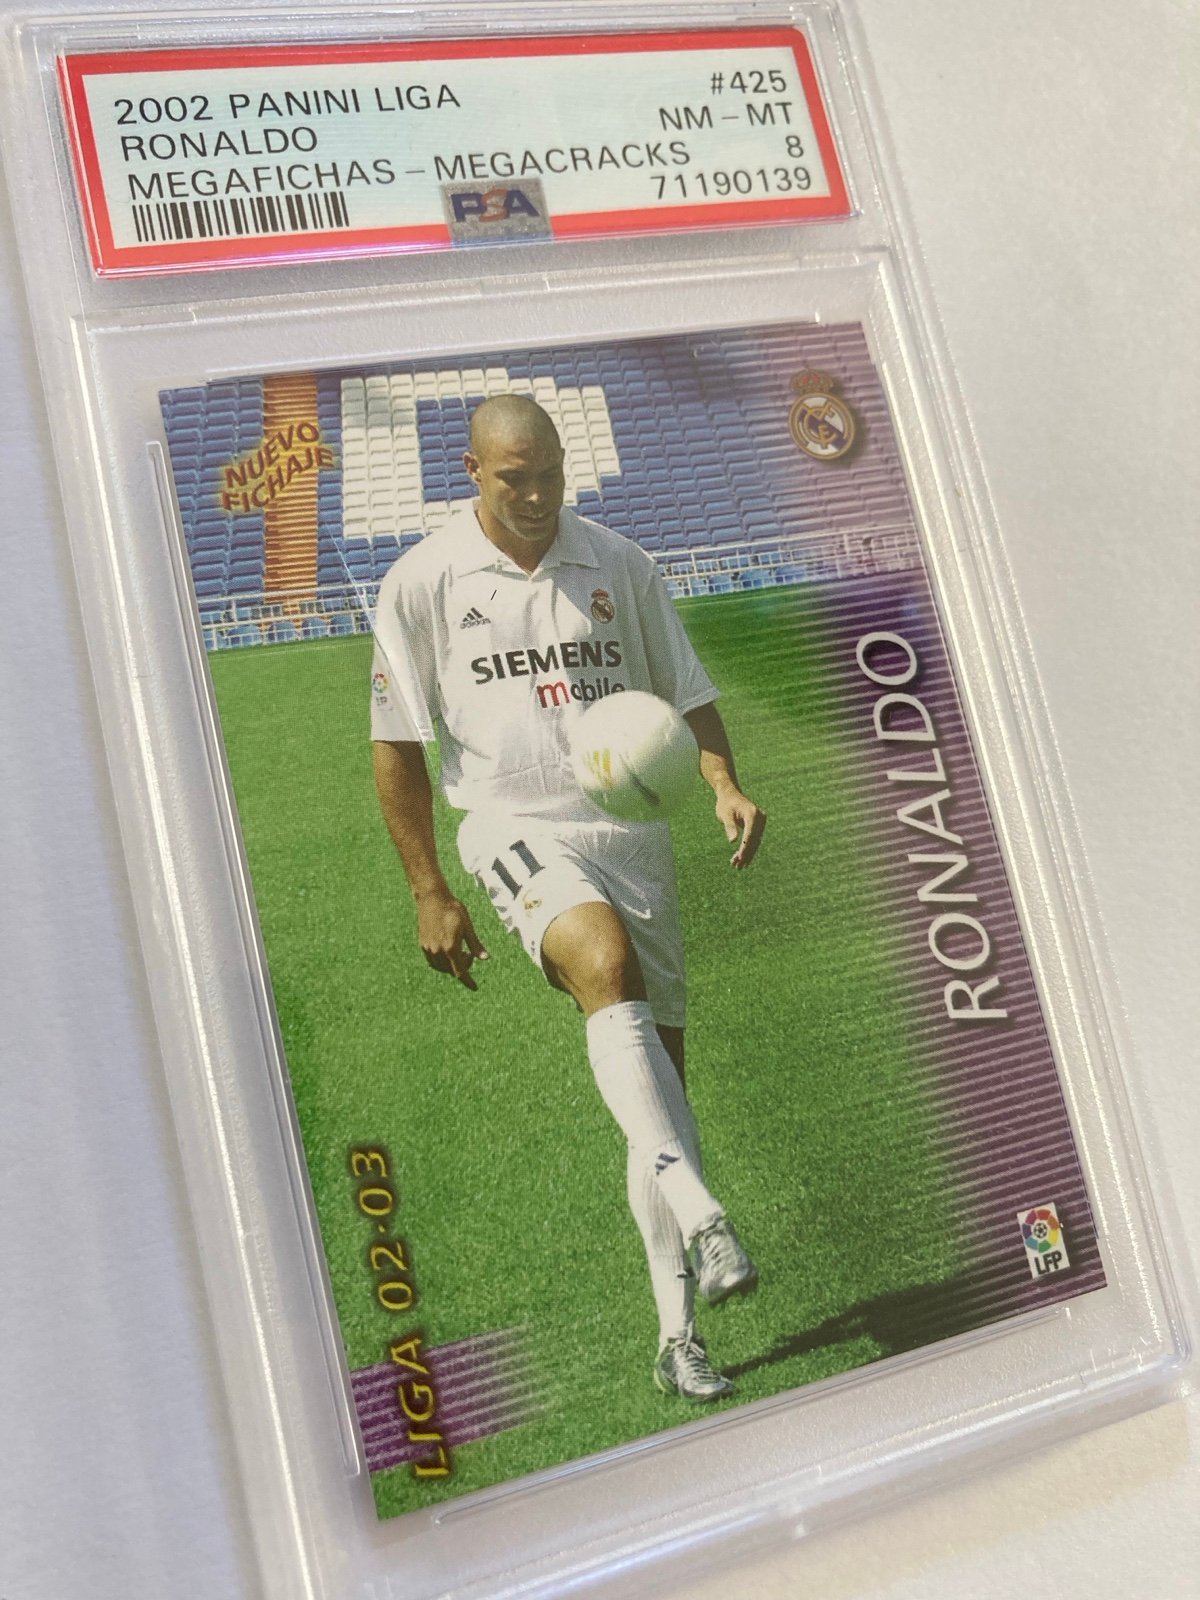 2002 PANINI LIGA #425
RONALDO NM - MT
MEGAFICHAS - MEGACRACKS 8
71190139
PSA
NUEVO
FICHAJE
adidas
SIEMENS
mobile
LFP
11
RONALDO
LIGA 02·03
LFP